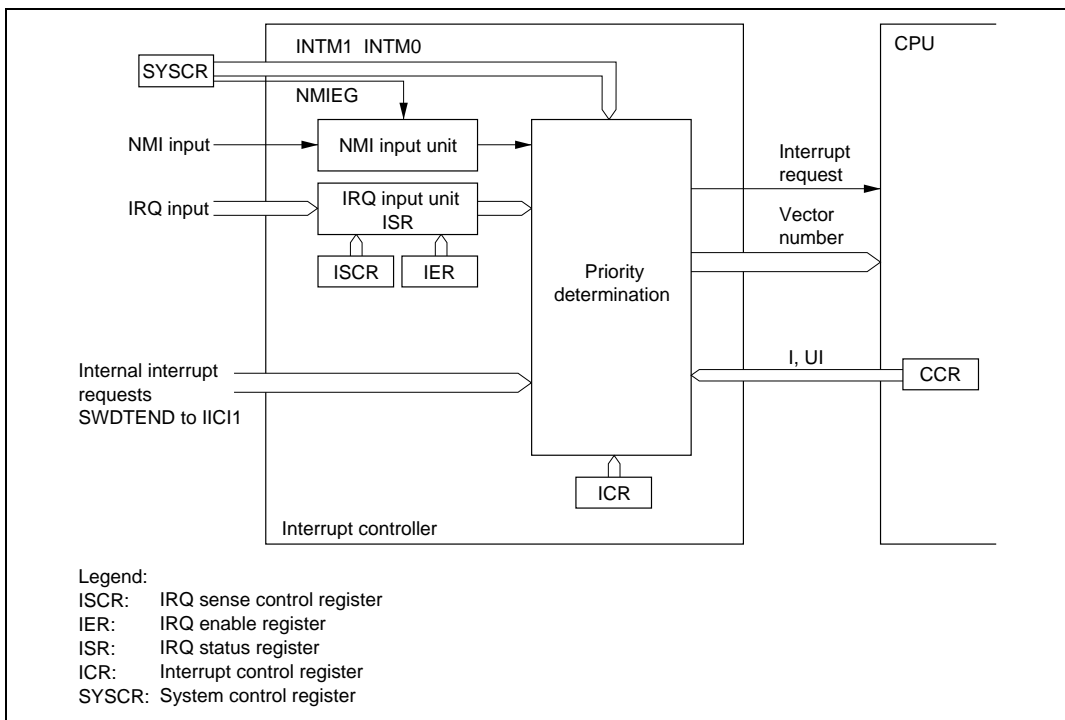 INTM1 INTM0
CPU
SYSCR
NMIEG
NMI input
NMI input unit
Interrupt
request
IRQ input
IRQ input unit
ISR
Vector
number
ISCR
IER
Priority
determination
I, UI
CCR
Internal interrupt
requests
SWDTEND to IICI1
ICR
Interrupt controller
Legend:
ISCR: IRQ sense control register
IER: IRQ enable register
ISR: IRQ status register
ICR: Interrupt control register
SYSCR: System control register